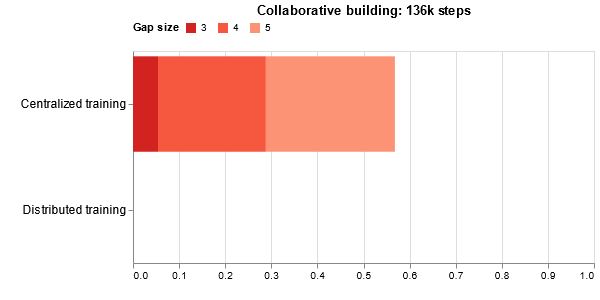 Collaborative building: 136k steps
Gap size 3 4 5
Centralized training
Distributed training
0.0 0.1 0.2 0.3 0.4 0.5 0.6 0.7 0.8 0.9 1.0